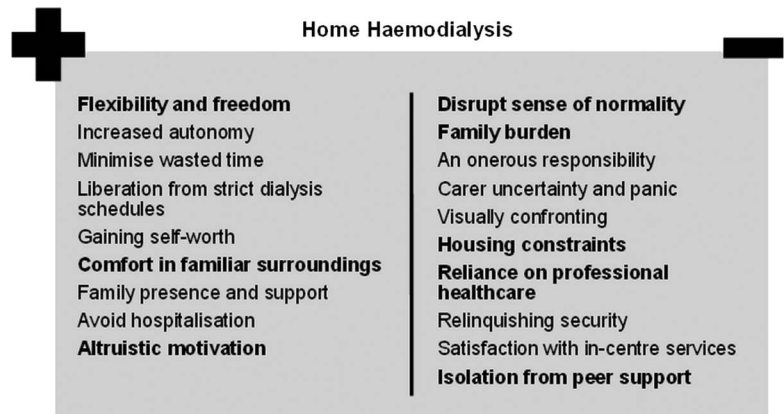 Home Haemodialysis
Flexibility and freedom
Increased autonomy
Minimise wasted time
Liberation from strict dialysis
schedules
Gaining self-worth
Comfort in familiar surroundings
Family presence and support
Avoid hospitalisation
Altruistic motivation
Disrupt sense of normality
Family burden
An onerous responsibility
Carer uncertainty and panic
Visually confronting
Housing constraints
Reliance on professional
healthcare
Relinquishing security
Satisfaction with in-centre services
Isolation from peer support